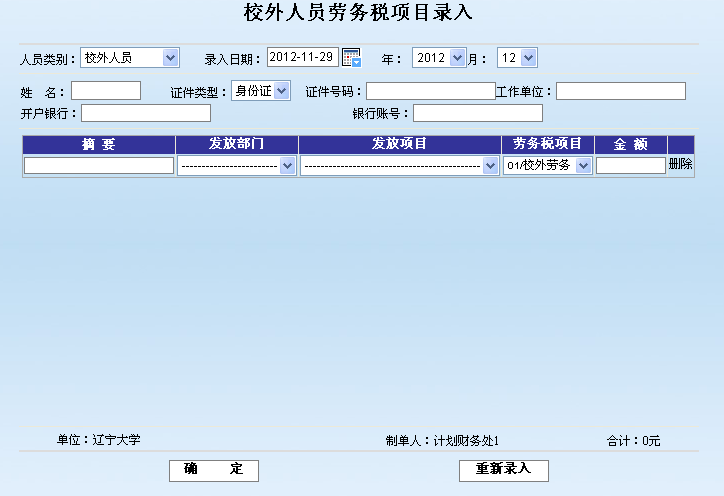 校外人员劳务税项目录入
人员类别： 校外人员 录入日期： 2012-11-29 年： 2012 月： 12
姓 名： 证件类型： 身份证 证件号码： 工作单位：
开户银行： 银行账号：
摘 要 发放部门 发放项目 劳务税项目 金 额
------------------------ --------------------------------------------- 01/校外劳务 删除
单位：辽宁大学 制单人：计划财务处1 合计：0元
确 定 重新录入